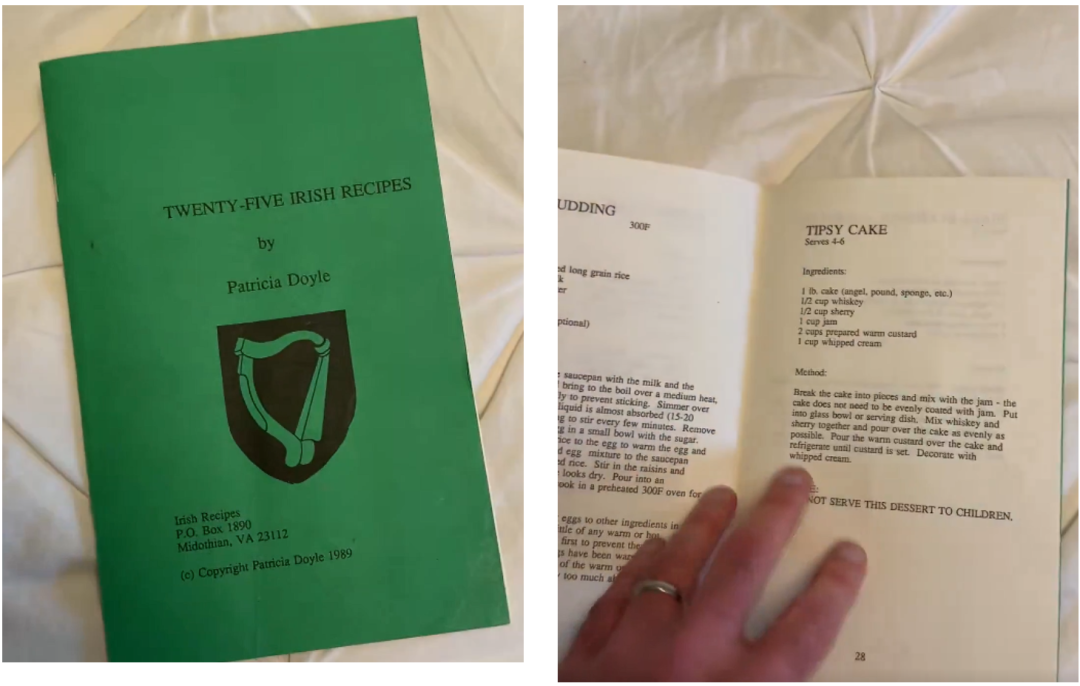 TWENTY-FIVE IRISH RECIPES
by
Patricia Doyle
Irish Recipes
P.O. Box 1890
Midothian, VA 23112
(c) Copyright Patricia Doyle 1989
UDDING
300F
ed long grain rice
k
er
ptional)
saucepan with the milk and the
bring to the boil over a medium heat,
ly to prevent sticking. Simmer over
liquid is almost absorbed (15-20
g to stir every few minutes. Remove
g in a small bowl with the sugar.
ice to the egg to warm the egg and
d egg mixture to the saucepan
d rice. Stir in the raisins and
looks dry. Pour into an
ook in a preheated 300F oven for
eggs to other ingredients in
ttle of any warm or
first to prevent the
s have been
of the warm
too much
TIPSY CAKE
Serves 4-6
Ingredients:
1 lb. cake (angel, pound, sponge, etc.)
1/2 cup whiskey
1/2 cup sherry
1 cup jam
2 cups prepared warm custard
1 cup whipped cream
Method:
Break the cake into pieces and mix with the jam - the
cake does not need to be evenly coated with jam. Put
into glass bowl or serving dish. Mix whiskey and
sherry together and pour over the cake as evenly as
possible. Pour the warm custard over the cake and
refrigerate until custard is set. Decorate with
whipped cream.
E:
NOT SERVE THIS DESSERT TO CHILDREN.
28